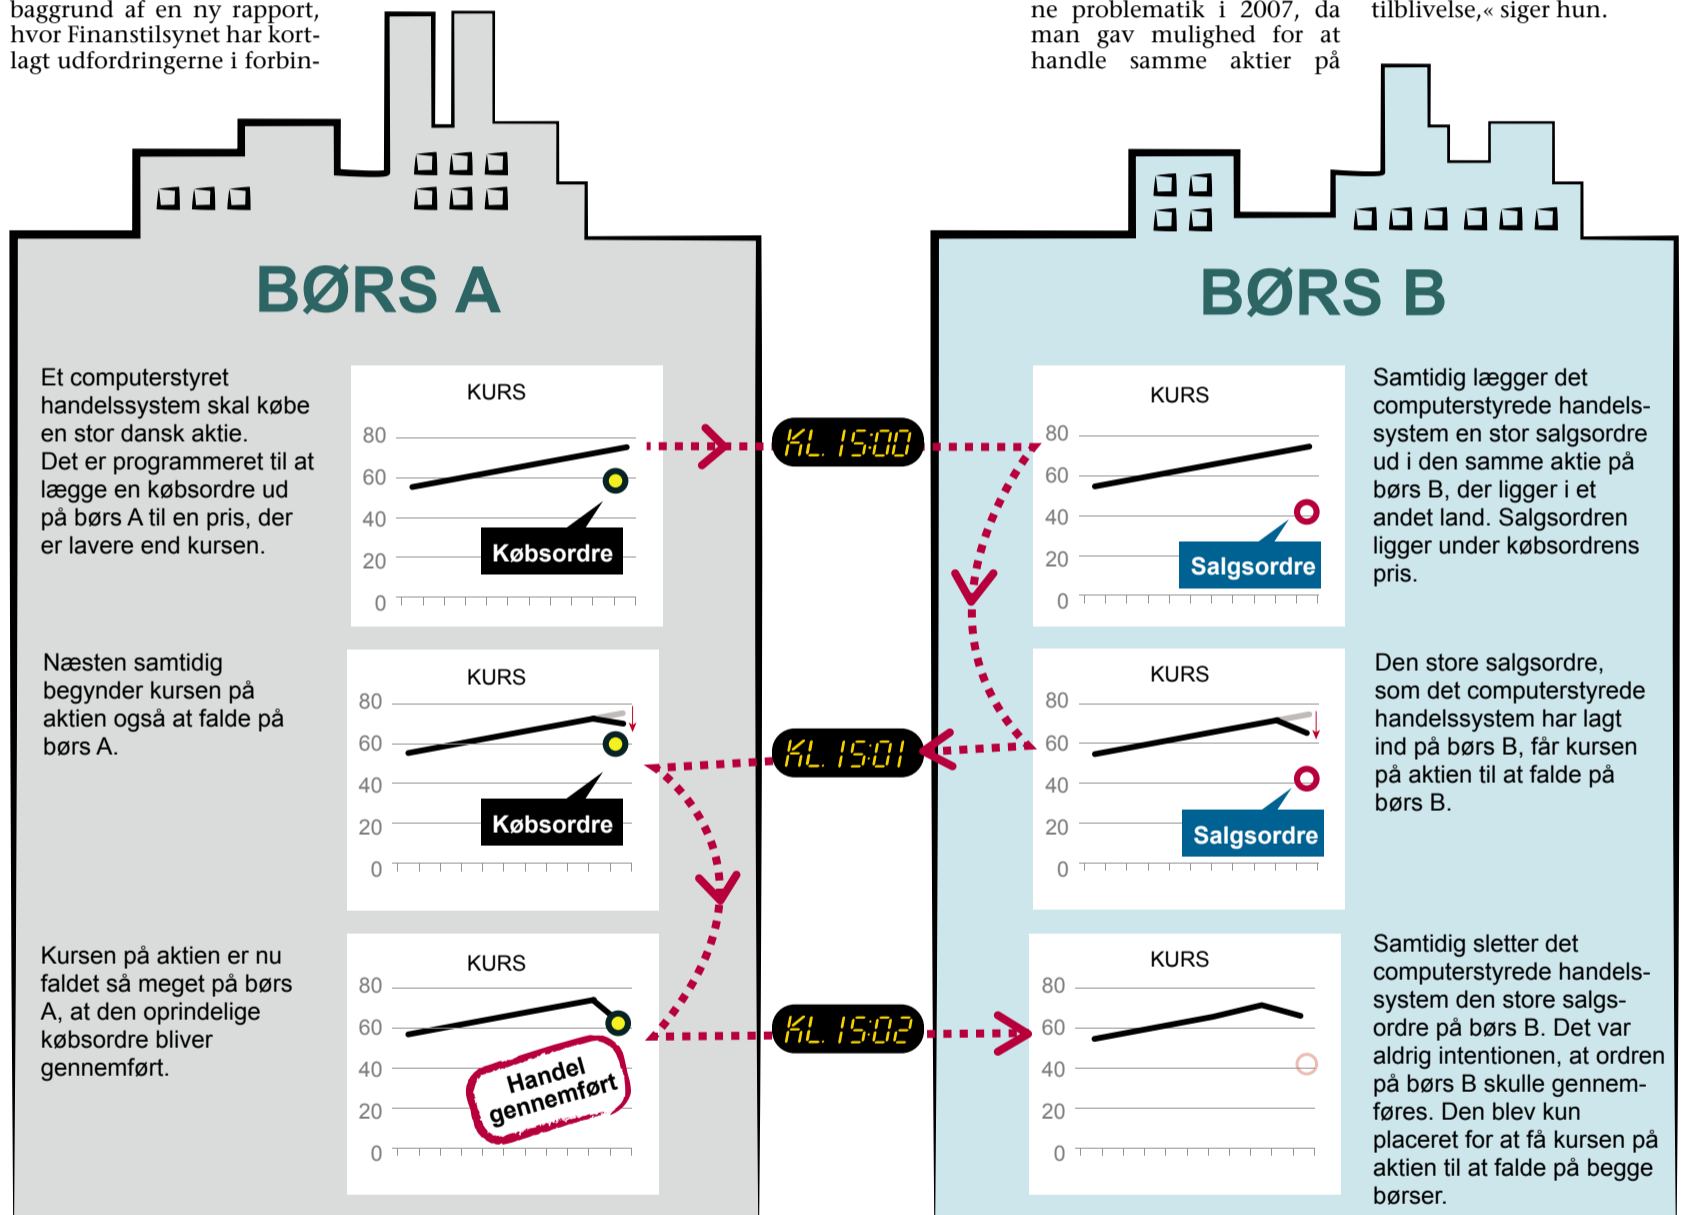 baggrund af en ny rapport,
hvor Finanstilsynet har kort-
lagt udfordringerne i forbin-
ne problematik i 2007, da
man gav mulighed for at
handle samme aktier på
tilblivelse,« siger hun.
BØRS A
Et computerstyret
handelssystem skal købe
en stor dansk aktie.
Det er programmeret til at
lægge en købsordre ud
på børs A til en pris, der
er lavere end kursen.
KURS
80
60
40
20
0
Købsordre
KL. 15:00
BØRS B
KURS
80
60
40
20
0
Salgsordre
Samtidig lægger det
computerstyrede handels-
system en stor salgsordre
ud i den samme aktie på
børs B, der ligger i et
andet land. Salgsordren
ligger under købsordrens
pris.
Næsten samtidig
begynder kursen på
aktien også at falde på
børs A.
KURS
80
60
40
20
0
Købsordre
KL. 15:01
KURS
80
60
40
20
0
Salgsordre
Den store salgsordre,
som det computerstyrede
handelssystem har lagt
ind på børs B, får kursen
på aktien til at falde på
børs B.
Kursen på aktien er nu
faldet så meget på børs
A, at den oprindelige
købsordre bliver
gennemført.
KURS
80
60
40
20
0
Handel
gennemført
KL. 15:02
KURS
80
60
40
20
0
Samtidig sletter det
computerstyrede handels-
system den store salgs-
ordre på børs B. Det var
aldrig intentionen, at ordren
på børs B skulle gennem-
føres. Den blev kun
placeret for at få kursen på
aktien til at falde på begge
børser.